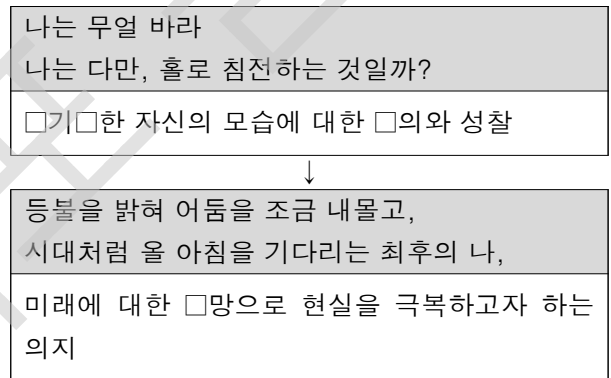 나는 무얼 바라
나는 다만, 홀로 침전하는 것일까?
□기□한 자신의 모습에 대한 □의와 성찰
↓
등불을 밝혀 어둠을 조금 내몰고,
시대처럼 올 아침을 기다리는 최후의 나,
미래에 대한 □망으로 현실을 극복하고자 하는
의지